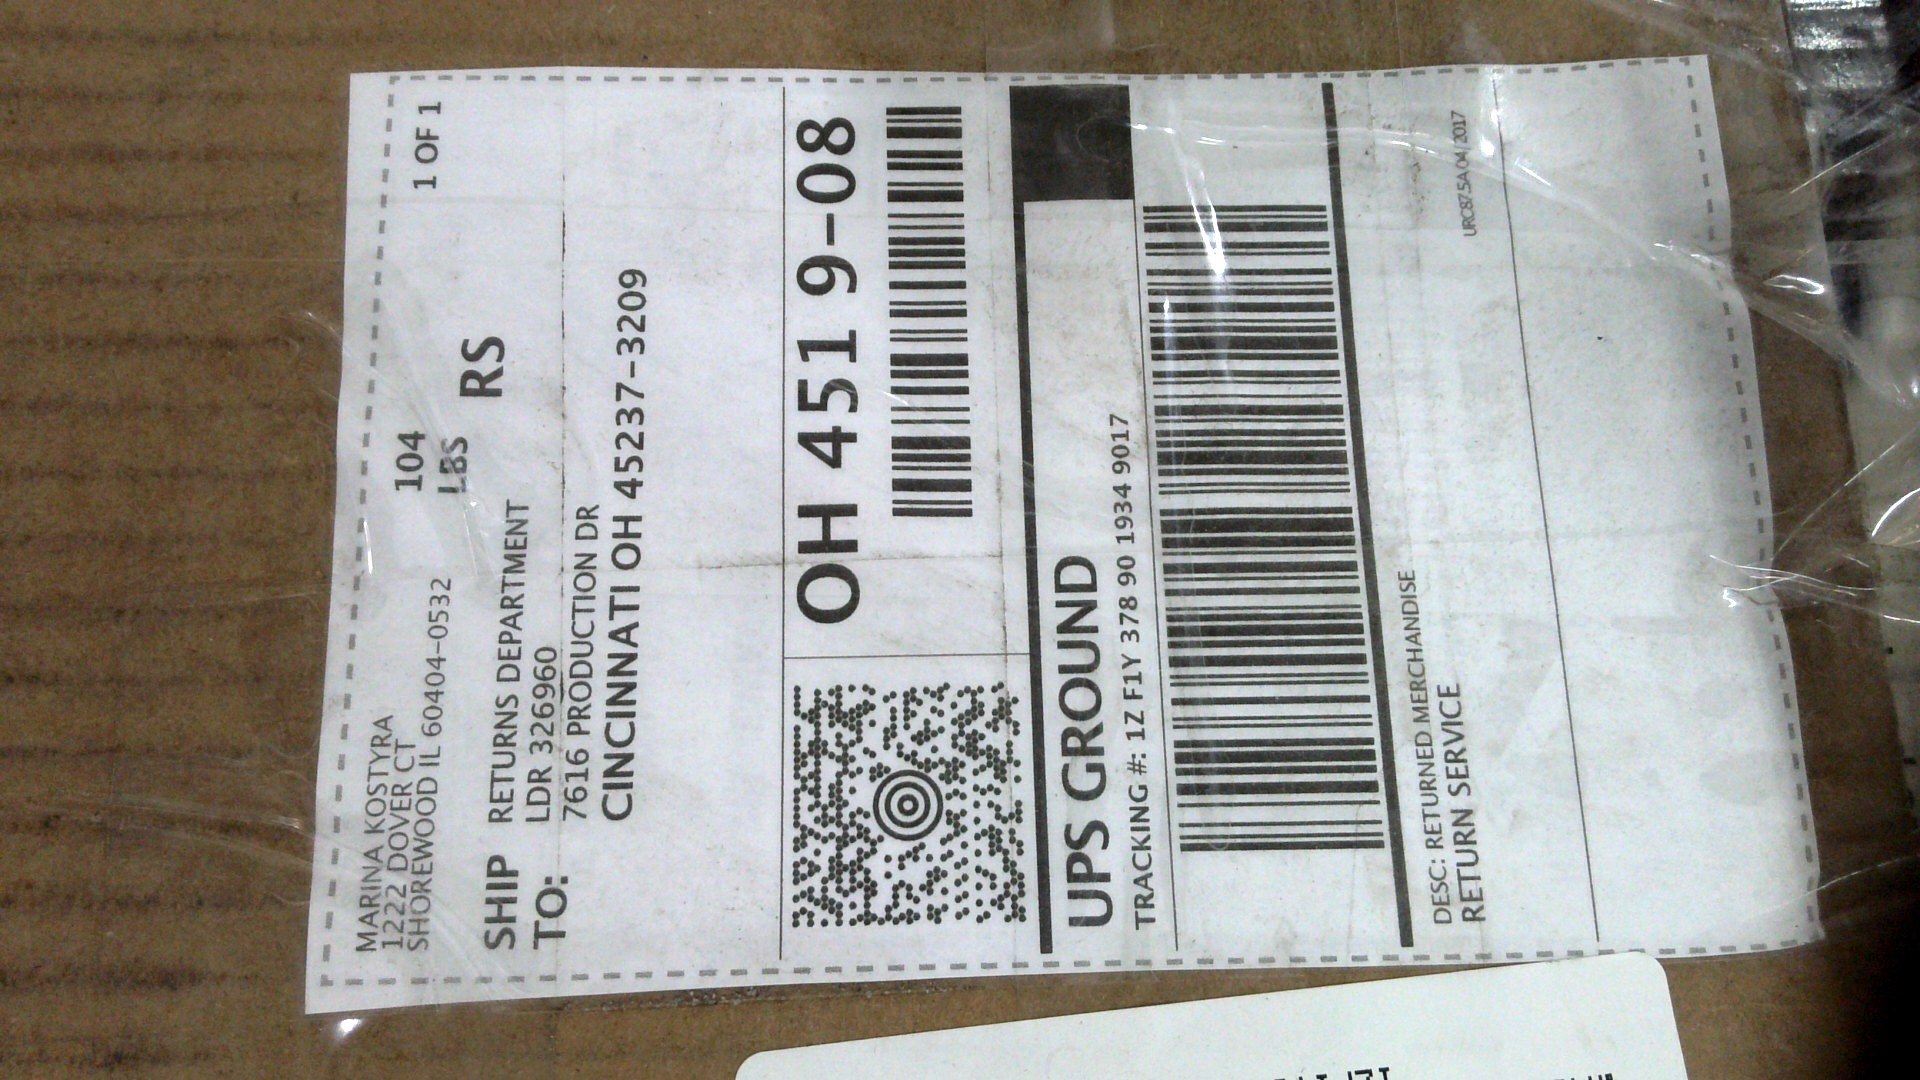 MARINA KOSTYRA
1222 DOVER CT
SHOREWOOD IL 60404-0532
104
LBS
1 OF 1
RS
SHIP
TO:
RETURNS DEPARTMENT
LDR 326960
7616 PRODUCTION DR
CINCINNATI OH 45237-3209
OH 451 9-08
UPS GROUND
TRACKING #: 1Z F1Y 378 90 1934 9017
DESC: RETURNED MERCHANDISE
RETURN SERVICE
URC87.5A 04/2017